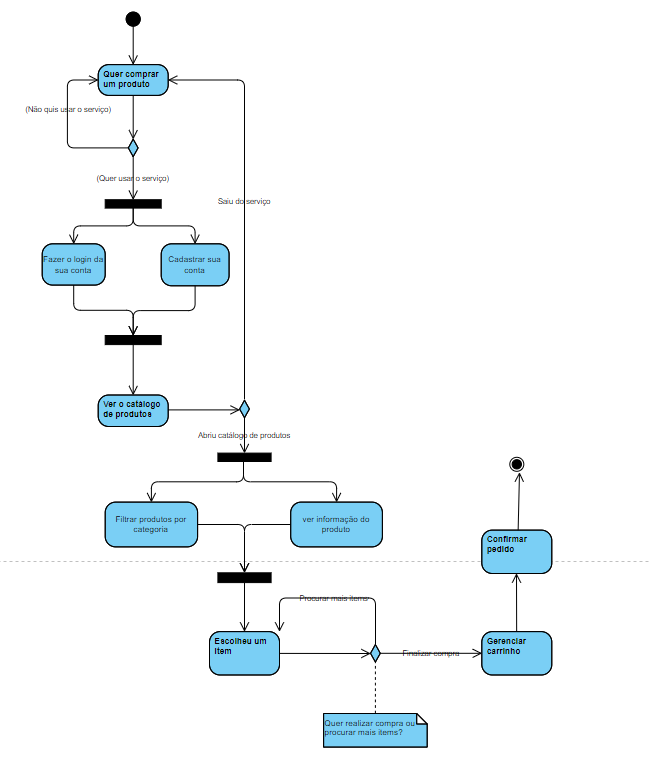 Quer comprar
um produto
(Não quis usar o serviço)
(Quer usar o serviço)
Saiu do serviço
Fazer o login da
sua conta
Cadastrar sua
conta
Ver o catálogo
de produtos
Abriu catálogo de produtos
Filtrar produtos por
categoria
ver informação do
produto
Confirmar
pedido
Procurar mais items
Escolheu um
item
Finalizar compra
Gerenciar
carrinho
Quer realizar compra ou
procurar mais items?